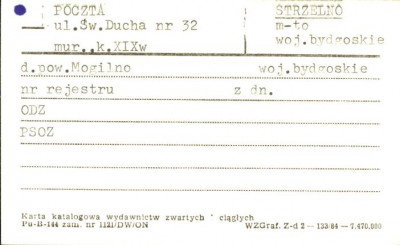 POCZTA STRZELNO
ul.Św.Ducha nr 32 m-to
mur.,k.XIXw woj.bydgoskie
d.pow.Mogilno woj.bydgoskie
nr rejestru z dn.
ODZ
PSOZ
Karta katalogowa wydawnictw zwartych i ciągłych
Pu-B-144 zam. nr 1121/DW/ON WZGraf. Z-d 2 — 133/84 — 7.470.000